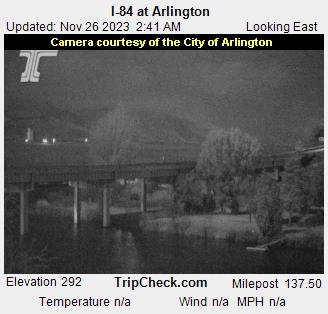 I-84 at Arlington
Updated: Nov 26 2023 2:41 AM Looking East
Camera courtesy of the City of Arlington
Elevation 292 TripCheck.com Milepost 137.50
Temperature n/a Wind n/a MPH n/a